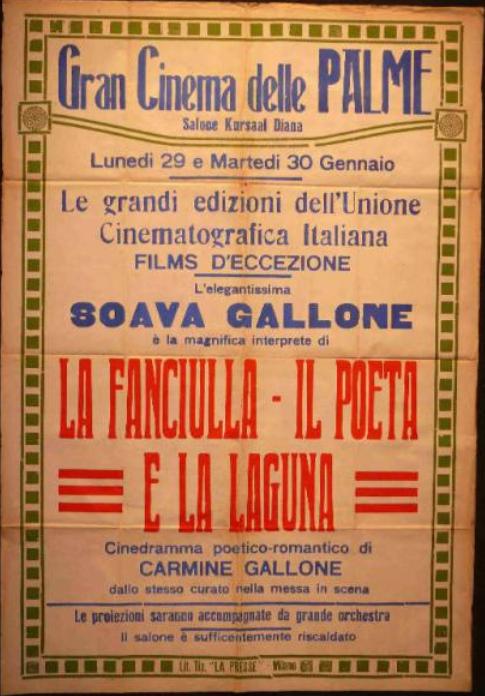 Gran Cinema delle PALME
Salone Kursaal Diana
Lunedi 29 e Martedi 30 Gennaio
Le grandi edizioni dell'Unione
Cinematografica Italiana
FILMS D'ECCEZIONE
L'elegantissima
SOAVA GALLONE
è la magnifica interprete di
LA FANCIULLA - IL POETA
E LA LAGUNA
Cinedramma poetico-romantico di
CARMINE GALLONE
dallo stesso curato nella messa in scena
Le proiezioni saranno accompagnate da grande orchestra
Il salone è sufficentemente riscaldato
Lit. Tip. "LA PRESSE" - Milano